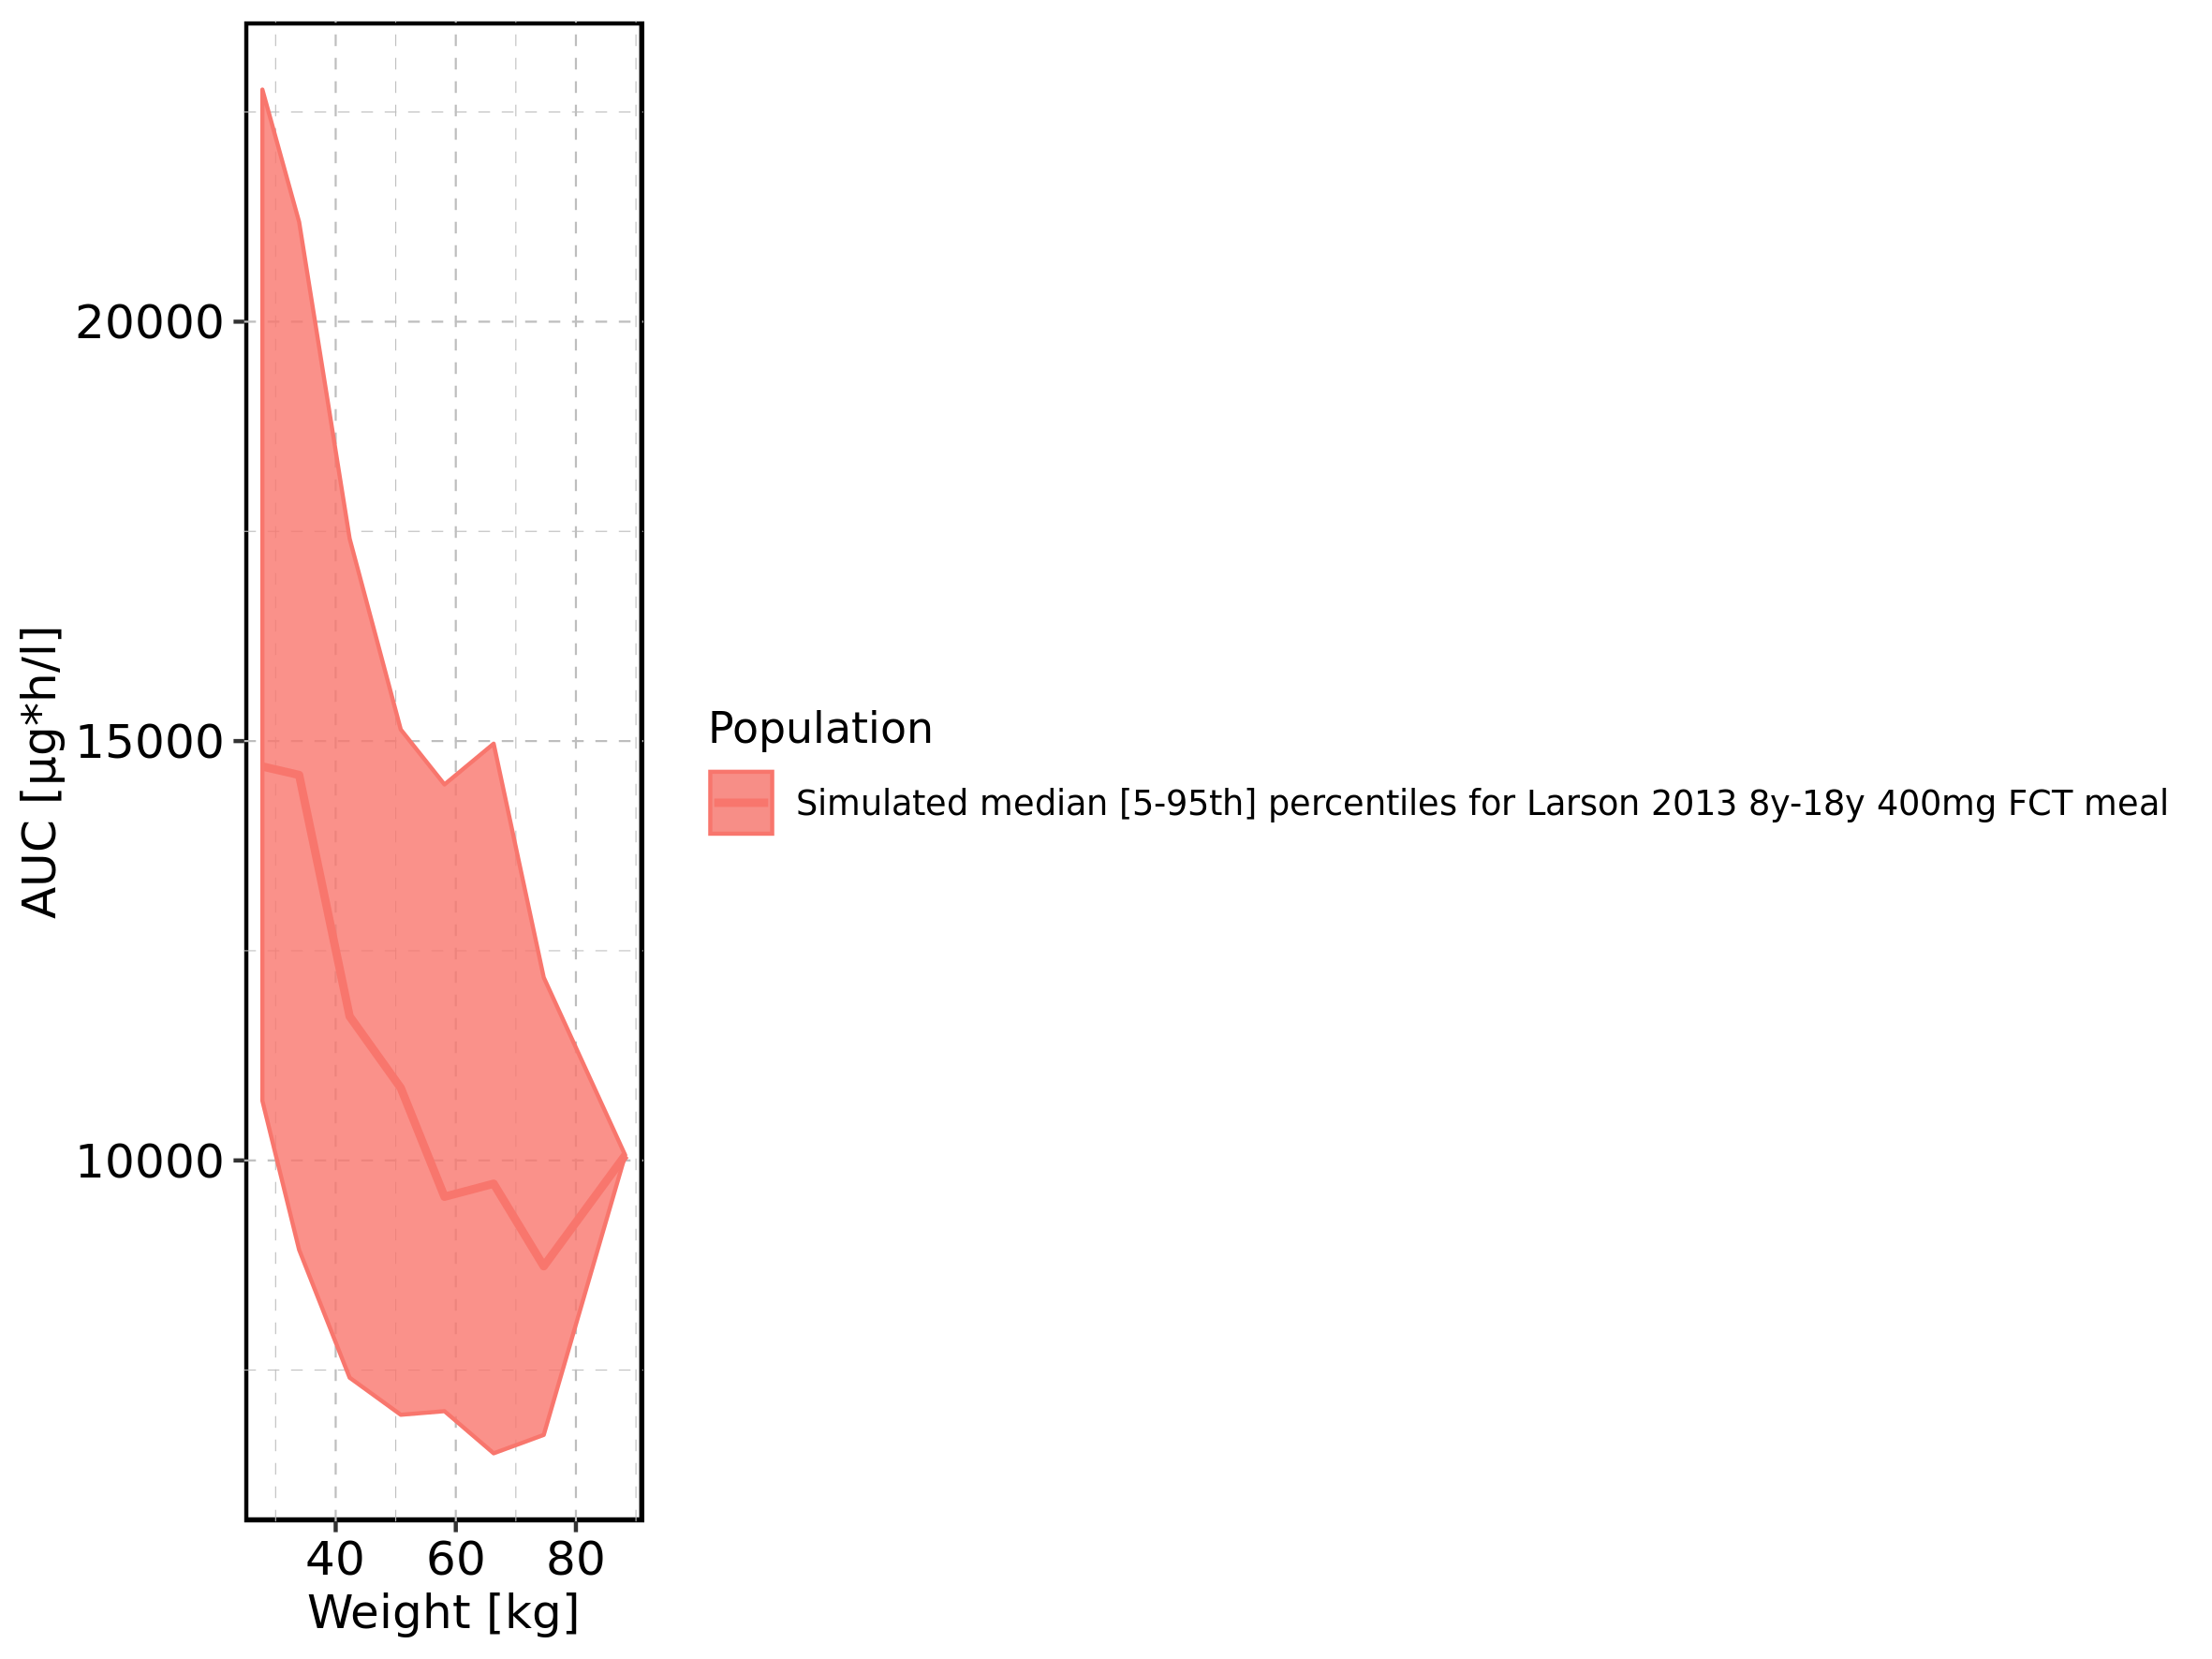 AUC [µg*h/l]
20000
15000
10000
40 60 80
Weight [kg]
Population
Simulated median [5-95th] percentiles for Larson 2013 8y-18y 400mg FCT meal